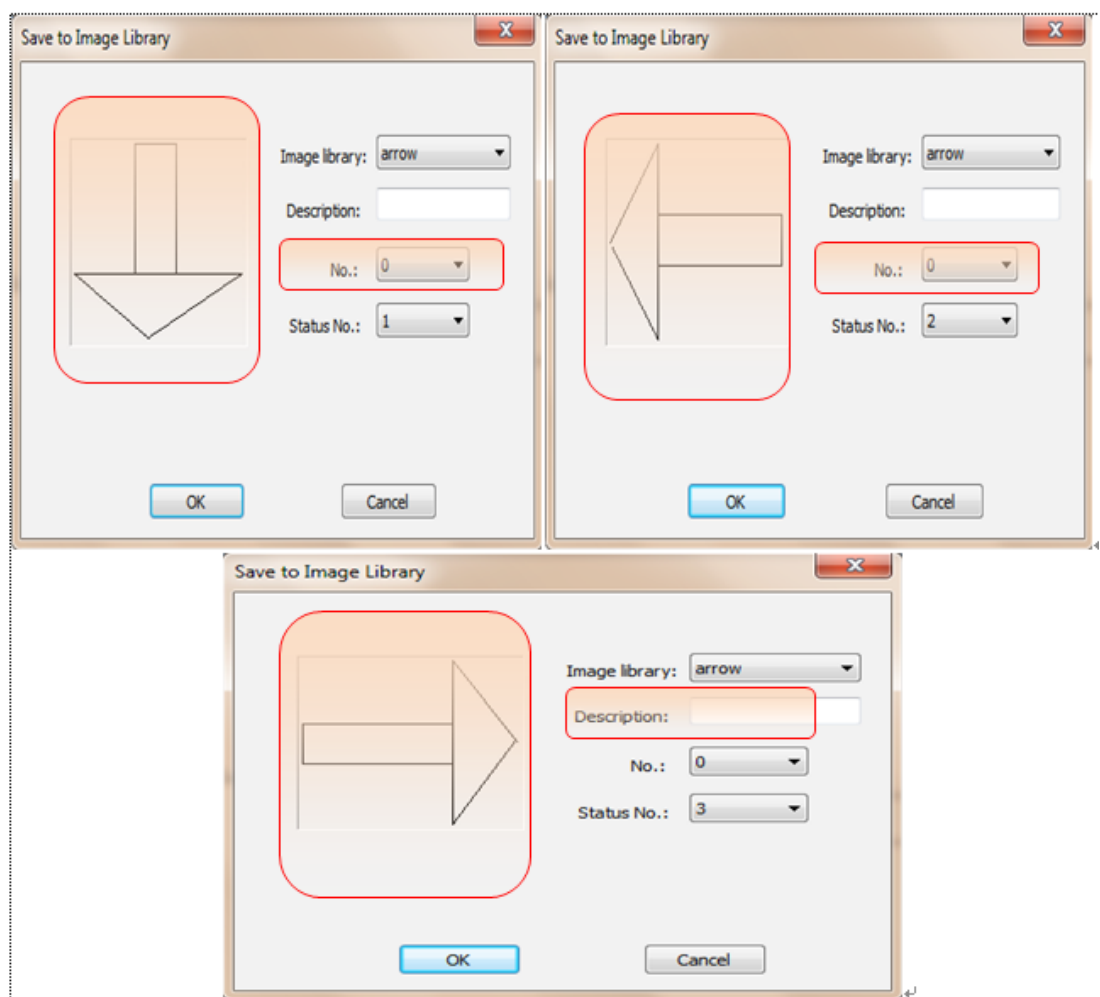 Save to Image Library
X
Image library: arrow
Description:
No.: 0
Status No.: 1
OK Cancel
Save to Image Library
X
Image library: arrow
Description:
No.: 0
Status No.: 2
OK Cancel
Save to Image Library
X
Image library: arrow
Description:
No.: 0
Status No.: 3
OK Cancel